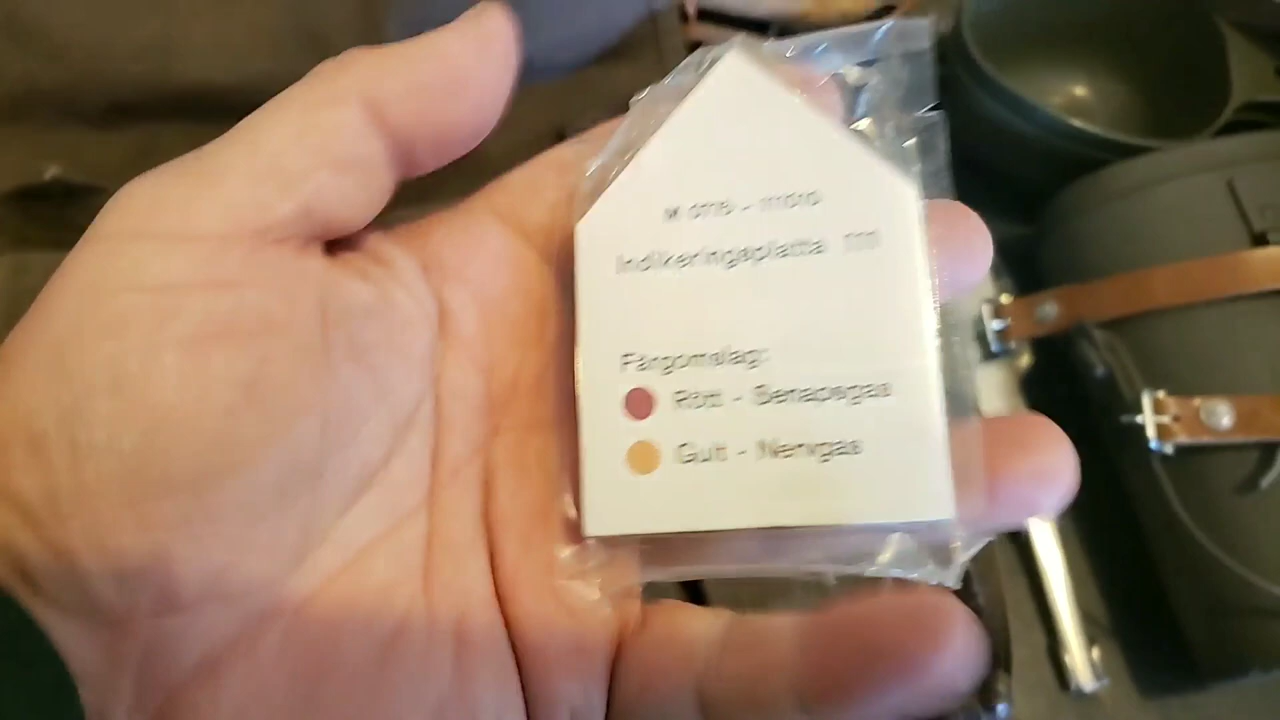 Indikeringsplatta
Färgomslag:
Rött - Senapsgas
Gult - Nervgas